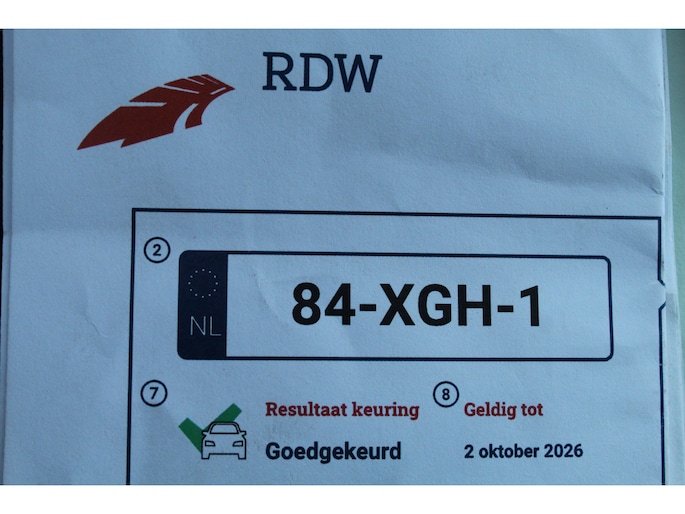 RDW
2
NL
84-XGH-1
7
Resultaat keuring
Goedgekeurd
8
Geldig tot
2 oktober 2026